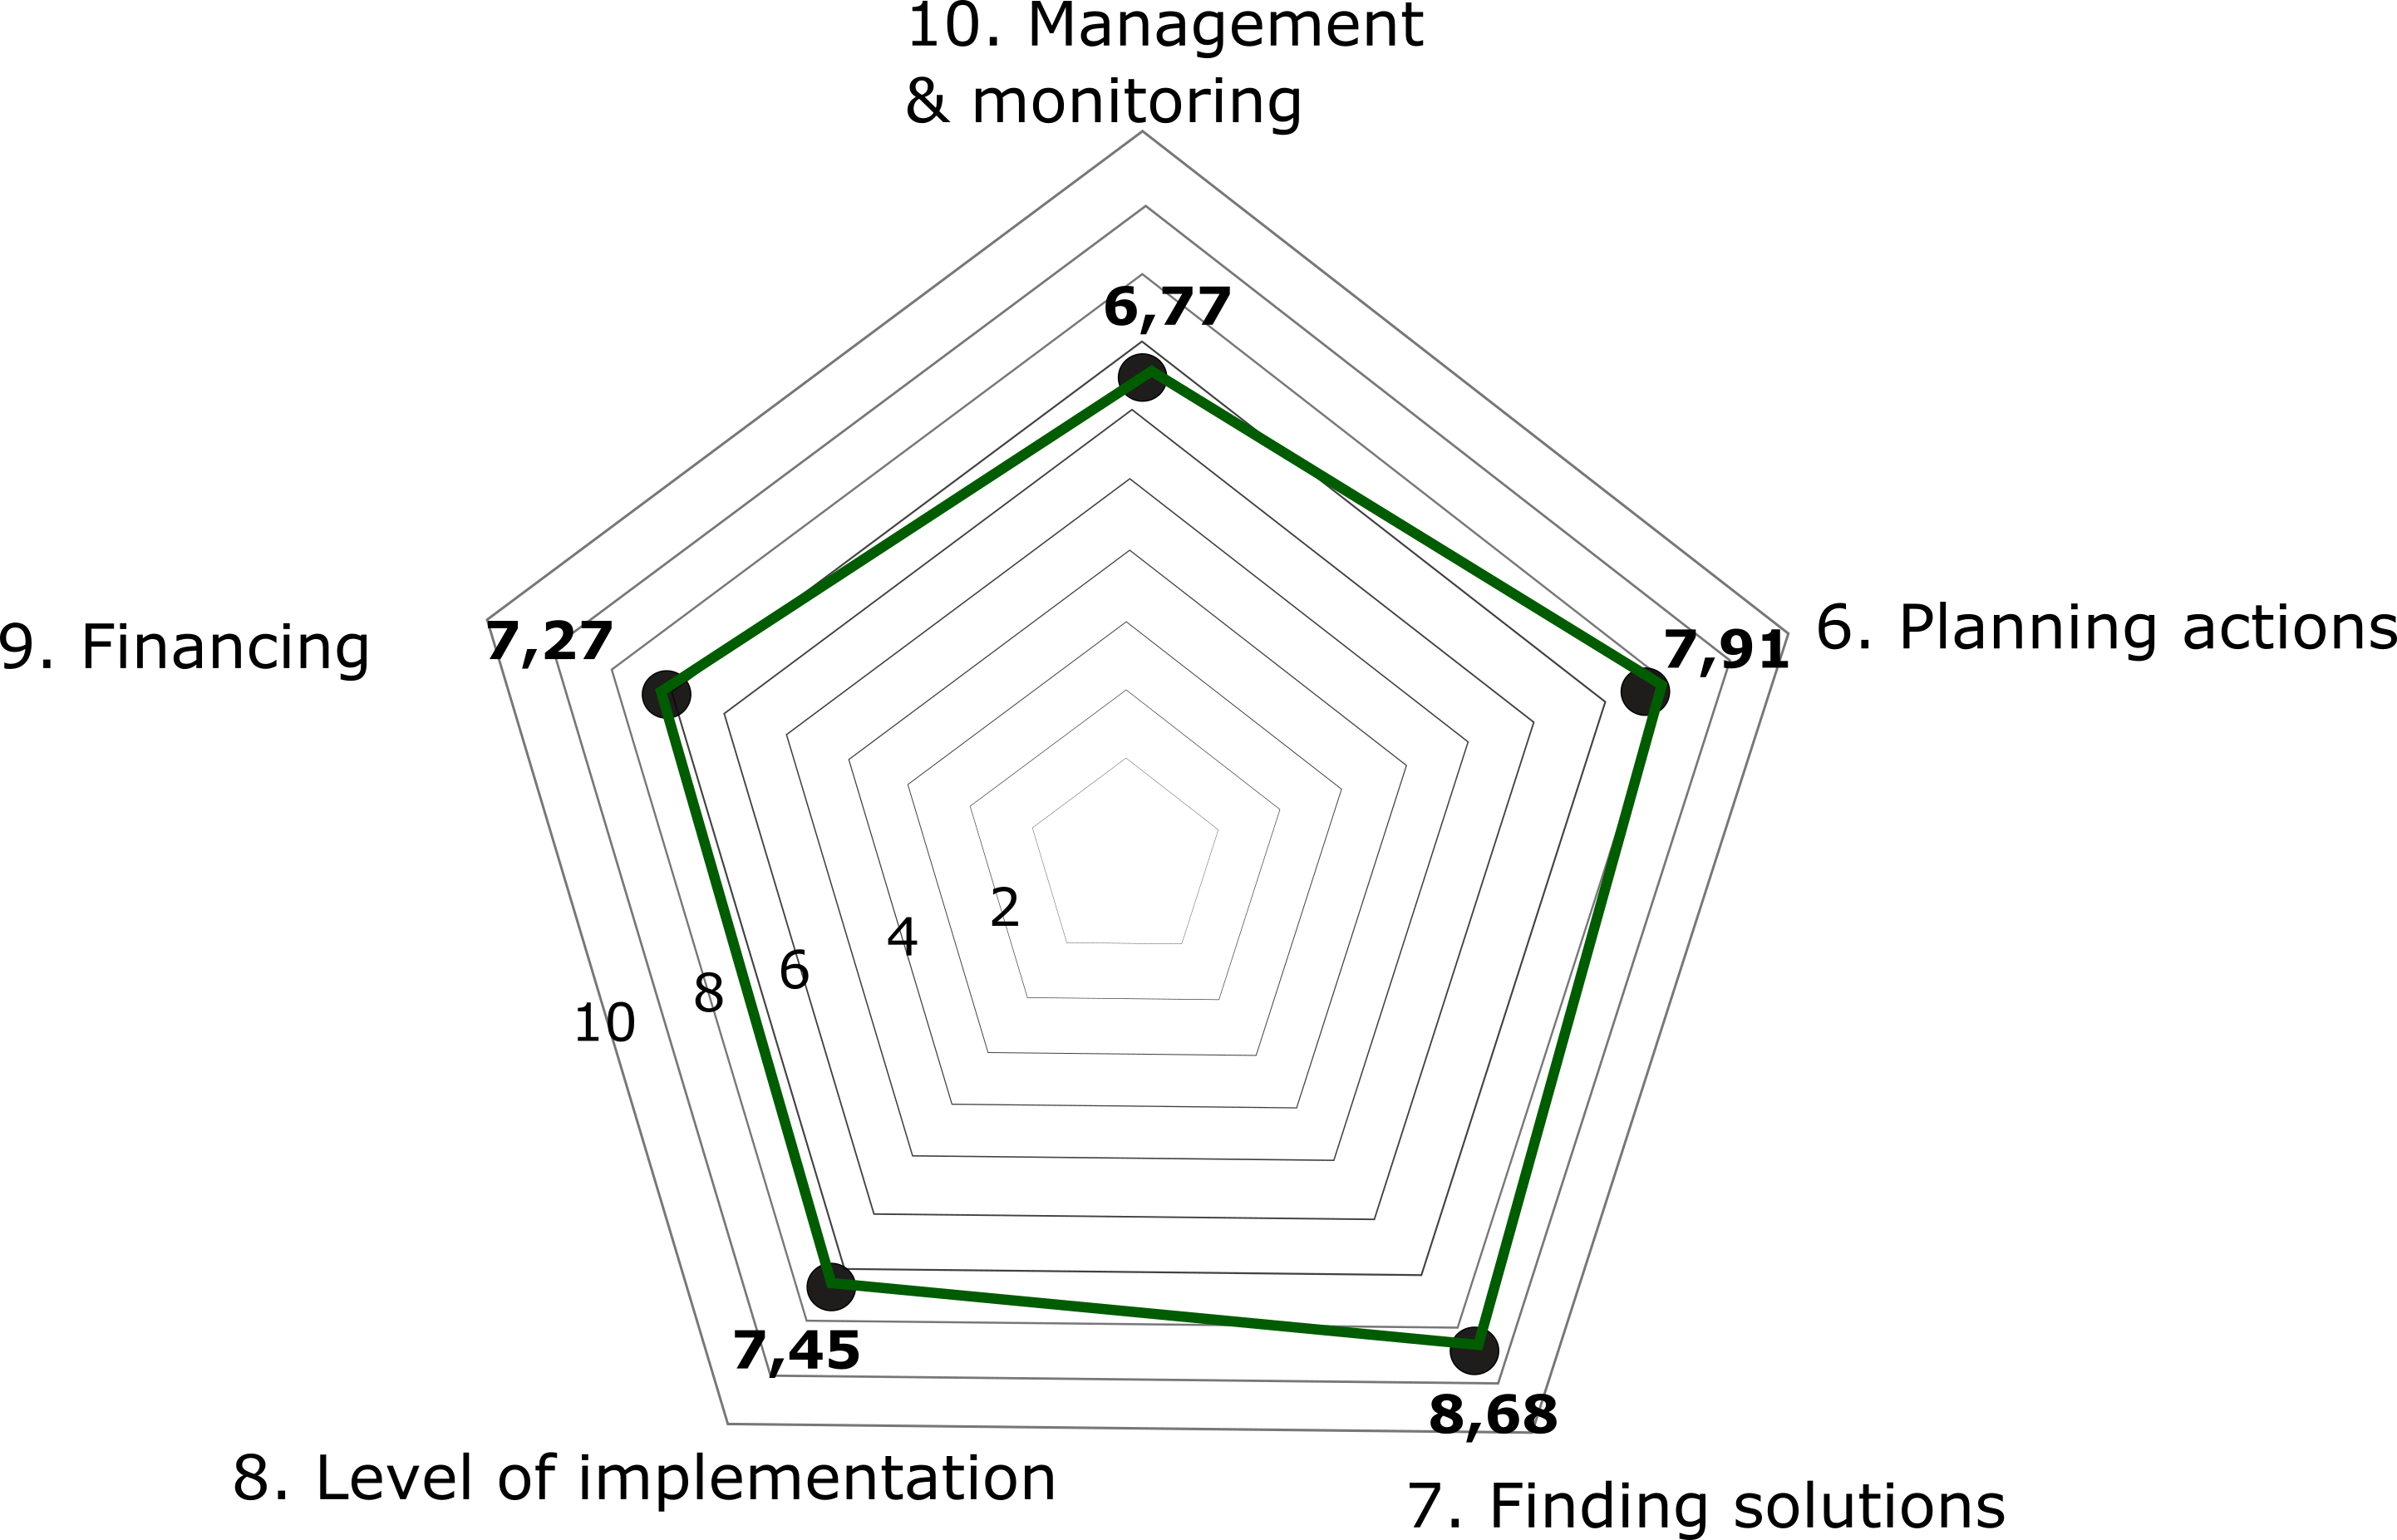 10. Management
& monitoring
6,77
9. Financing
7,27
7,91
6. Planning actions
2
4
6
8
10
7,45
8,68
8. Level of implementation
7. Finding solutions